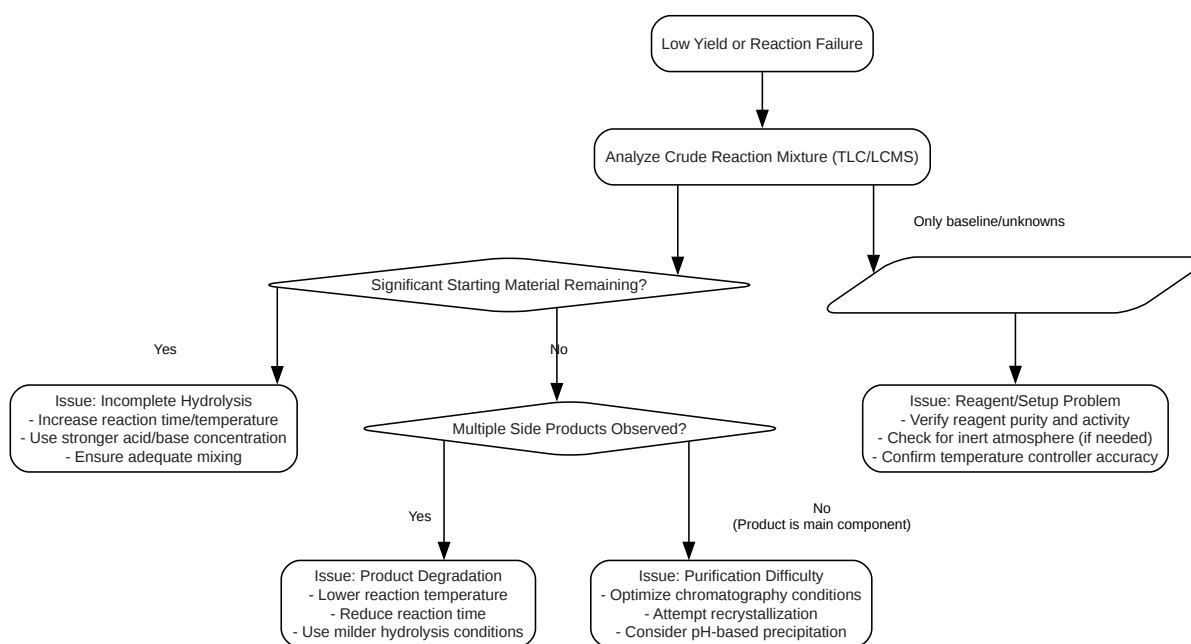 Low Yield or Reaction Failure
Analyze Crude Reaction Mixture (TLC/LCMS)
Only baseline/unknowns
Significant Starting Material Remaining?
Yes
No
Issue: Incomplete Hydrolysis
- Increase reaction time/temperature
- Use stronger acid/base concentration
- Ensure adequate mixing
Multiple Side Products Observed?
Issue: Reagent/Setup Problem
- Verify reagent purity and activity
- Check for inert atmosphere (if needed)
- Confirm temperature controller accuracy
Yes
No
(Product is main component)
Issue: Product Degradation
- Lower reaction temperature
- Reduce reaction time
- Use milder hydrolysis conditions
Issue: Purification Difficulty
- Optimize chromatography conditions
- Attempt recrystallization
- Consider pH-based precipitation